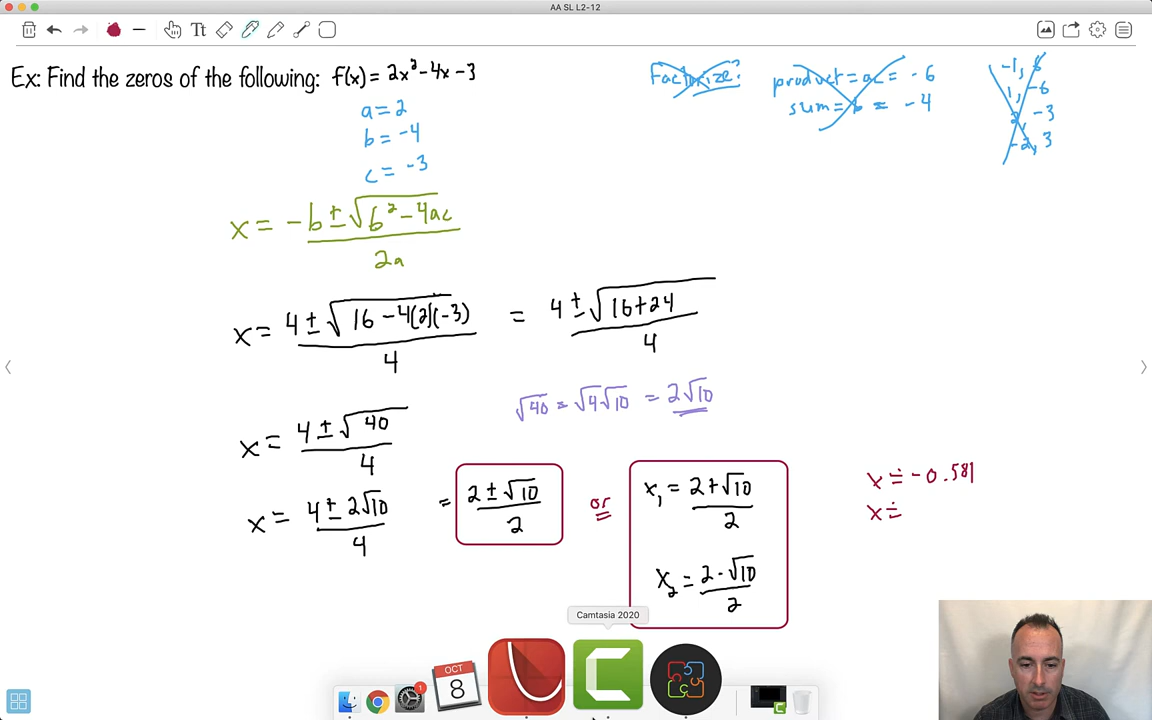 AA SL L2-12
Tt
Ex: Find the zeros of the following: f(x) = 2x² - 4x - 3
a = 2
b = -4
c = -3
Factorize?
product = ac = -6
sum = b = -4
-1, 6
1, -6
2, -3
-2, 3
x = -b ± √b² - 4ac
2a
x = 4 ± √16 - 4(2)(-3) = 4 ± √16 + 24
4 4
√40 = √4√10 = 2√10
x = 4 ± √40
4
x = 4 ± 2√10 = 2 ± √10
4 2
or
x₁ = 2 + √10
2
x₂ = 2 - √10
2
x ≐ -0.581
x ≐
Camtasia 2020
OCT
8
1